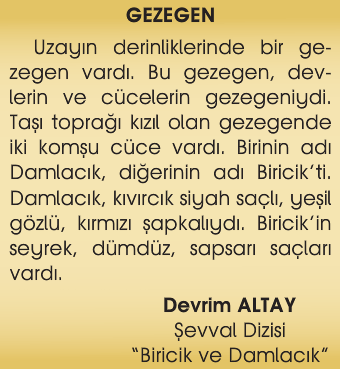 GEZEGEN
Uzayın derinliklerinde bir ge-
zegen vardı. Bu gezegen, dev-
lerin ve cücelerin gezegeniydi.
Taşı toprağı kızıl olan gezegende
iki komşu cüce vardı. Birinin adı
Damlacık, diğerinin adı Biricik'ti.
Damlacık, kıvırcık siyah saçlı, yeşil
gözlü, kırmızı şapkalıydı. Biricik'in
seyrek, dümdüz, sapsarı saçları
vardı.
Devrim ALTAY
Şevval Dizisi
"Biricik ve Damlacık"